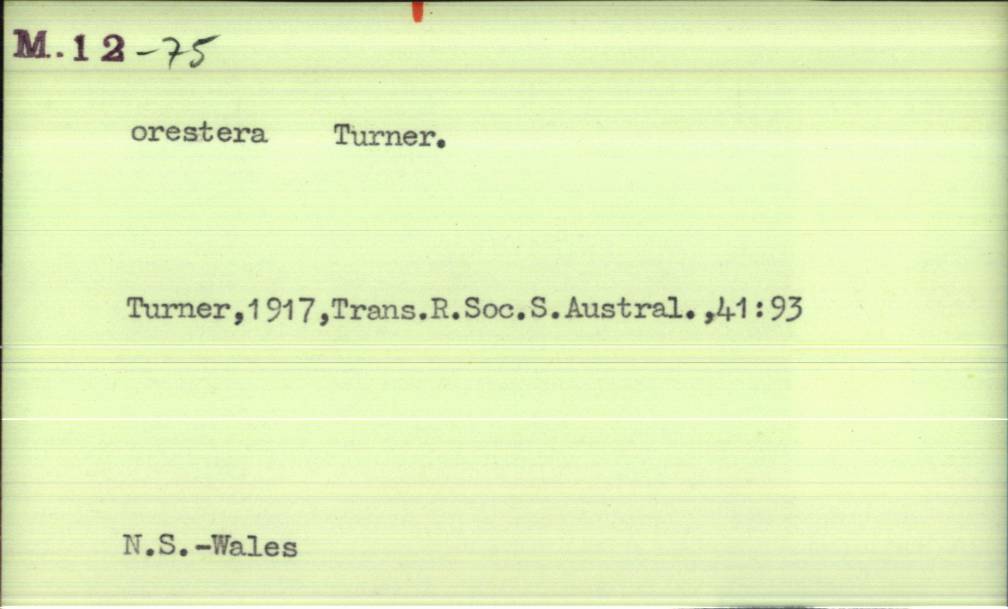 M.12-75
orestera Turner.
Turner,1917,Trans.R.Soc.S.Austral.,41:93
N.S.-Wales